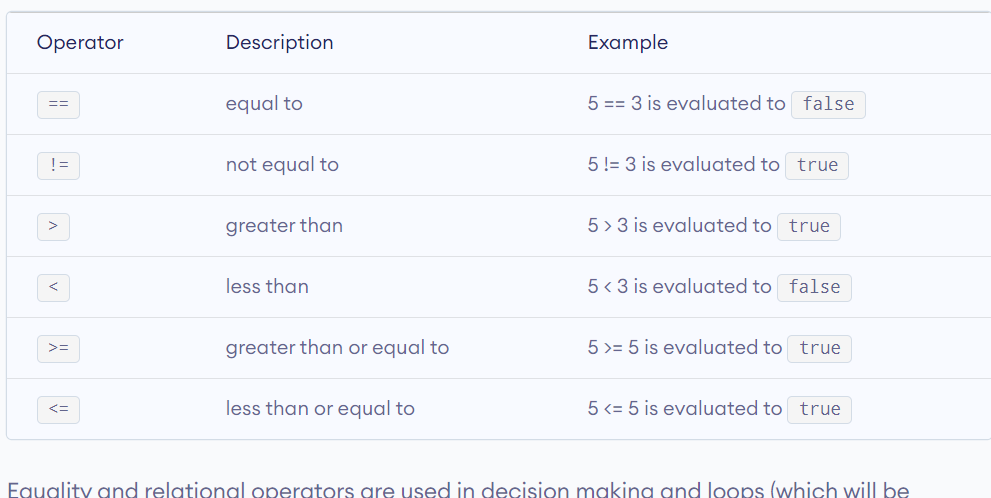 Operator Description Example
== equal to 5 == 3 is evaluated to false
!= not equal to 5 != 3 is evaluated to true
> greater than 5 > 3 is evaluated to true
< less than 5 < 3 is evaluated to false
>= greater than or equal to 5 >= 5 is evaluated to true
<= less than or equal to 5 <= 5 is evaluated to true
Equality and relational operators are used in decision making and loops (which will be